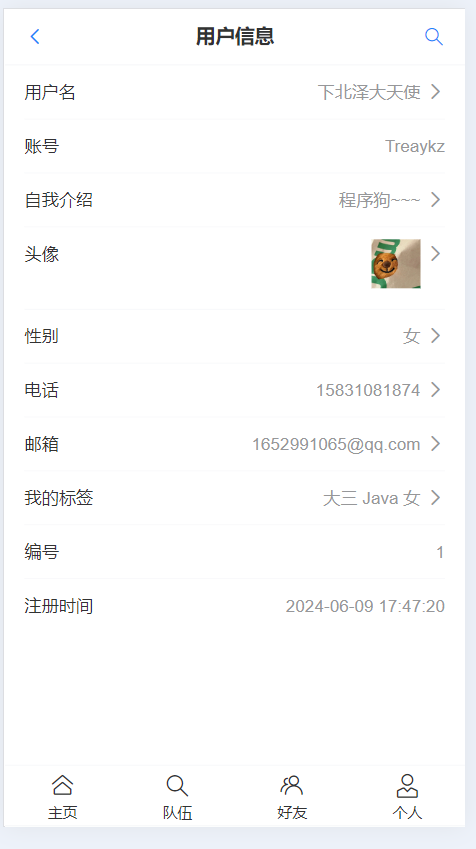 用户信息
用户名 下北泽大天使
账号 Treaykz
自我介绍 程序狗~~~
头像
性别 女
电话 15831081874
邮箱 1652991065@qq.com
我的标签 大三 Java 女
编号 1
注册时间 2024-06-09 17:47:20
主页 队伍 好友 个人